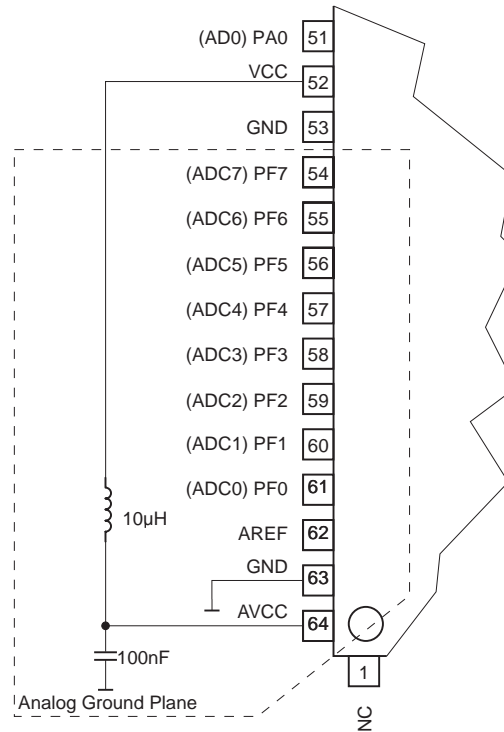 (AD0) PA0 51
VCC 52
GND 53
(ADC7) PF7 54
(ADC6) PF6 55
(ADC5) PF5 56
(ADC4) PF4 57
(ADC3) PF3 58
(ADC2) PF2 59
(ADC1) PF1 60
(ADC0) PF0 61
10μH
AREF 62
GND 63
AVCC 64
100nF
1
Analog Ground Plane
NC